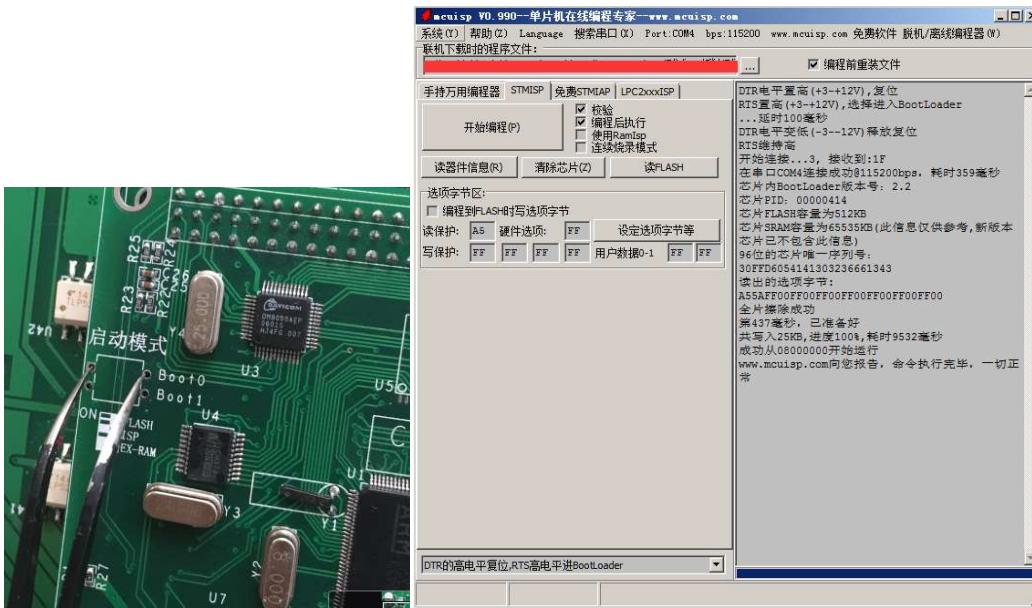 R25
R24
C26
C25
R23
R22
U42
Y4
25.000
DAVICOM
DM9000AEP
U3
启动模式
Boot0
Boot1
U5
ON
FLASH
ISP
EX-RAM
U4
U1
Y3
Y1
Y2
R27
U7
mcuisp V0.990--单片机在线编程专家--www.mcuisp.com
系统(Y) 帮助(Z) Language 搜索串口(X) Port:COM4 bps:115200 www.mcuisp.com 免费软件 脱机/离线编程器(W)
联机下载时的程序文件:
... 编程前重装文件
手持万用编程器 STMISP 免费STMIAP LPC2xxxISP
开始编程(P)
校验
编程后执行
使用RamIsp
连续烧录模式
读器件信息(R) 清除芯片(Z) 读FLASH
选项字节区:
编程到FLASH时写选项字节
读保护: A5 硬件选项: FF 设定选项字节等
写保护: FF FF FF FF 用户数据0-1 FF FF
DTR的高电平复位,RTS高电平进BootLoader
DTR电平置高(+3-+12V),复位
RTS置高(+3-+12V),选择进入BootLoader
...延时100毫秒
DTR电平变低(-3--12V)释放复位
RTS维持高
开始连接...3, 接收到:1F
在串口COM4连接成功@115200bps, 耗时359毫秒
芯片内BootLoader版本号: 2.2
芯片PID: 00000414
芯片FLASH容量为512KB
芯片SRAM容量为65535KB(此信息仅供参考,新版本
芯片已不包含此信息)
96位的芯片唯一序列号:
30FFD6054141303236661343
读出的选项字节:
A55AFF00FF00FF00FF00FF00FF00FF00
全片擦除成功
第437毫秒, 已准备好
共写入25KB,进度100%,耗时9532毫秒
成功从08000000开始运行
www.mcuisp.com向您报告, 命令执行完毕, 一切正
常